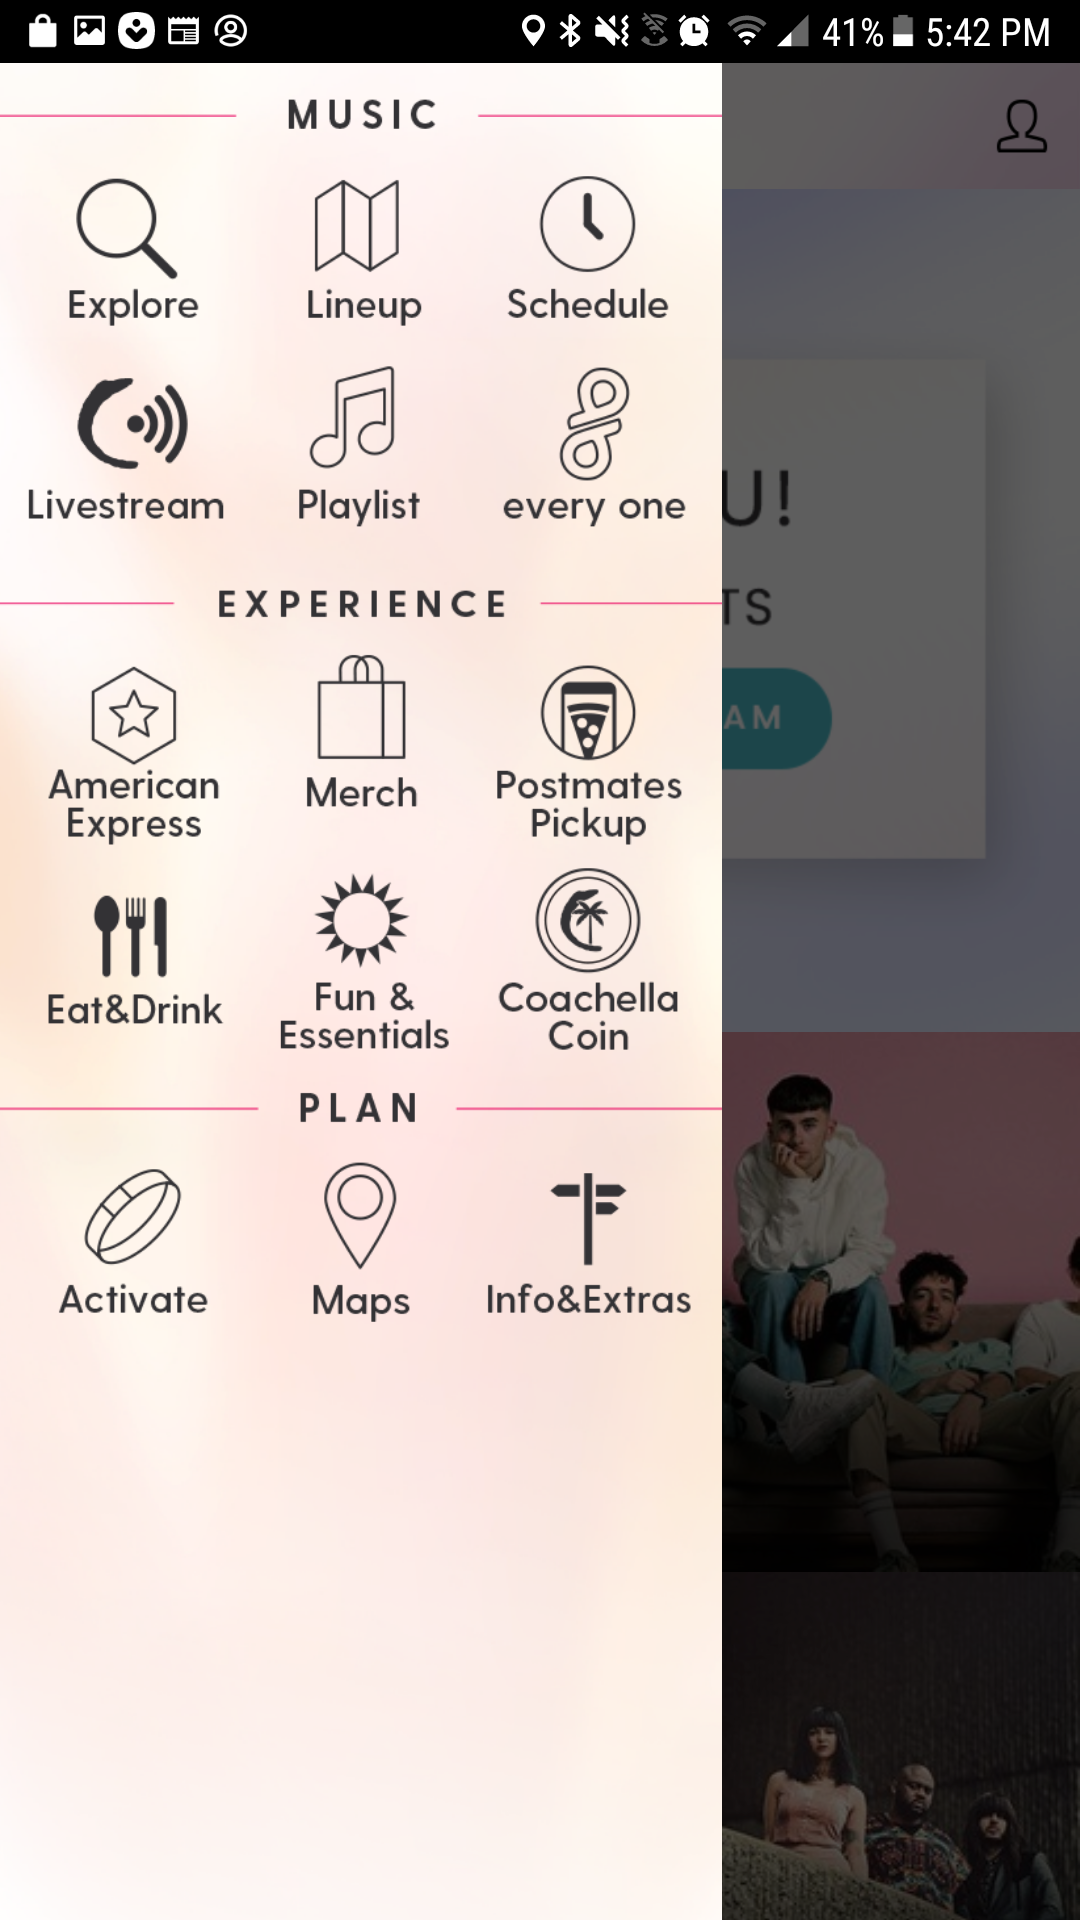 41% 5:42 PM
MUSIC
Explore Lineup Schedule
Livestream Playlist every one
U!
TS
AM
EXPERIENCE
American Express
Merch
Postmates Pickup
Eat&Drink
Fun & Essentials
Coachella Coin
PLAN
Activate Maps Info&Extras